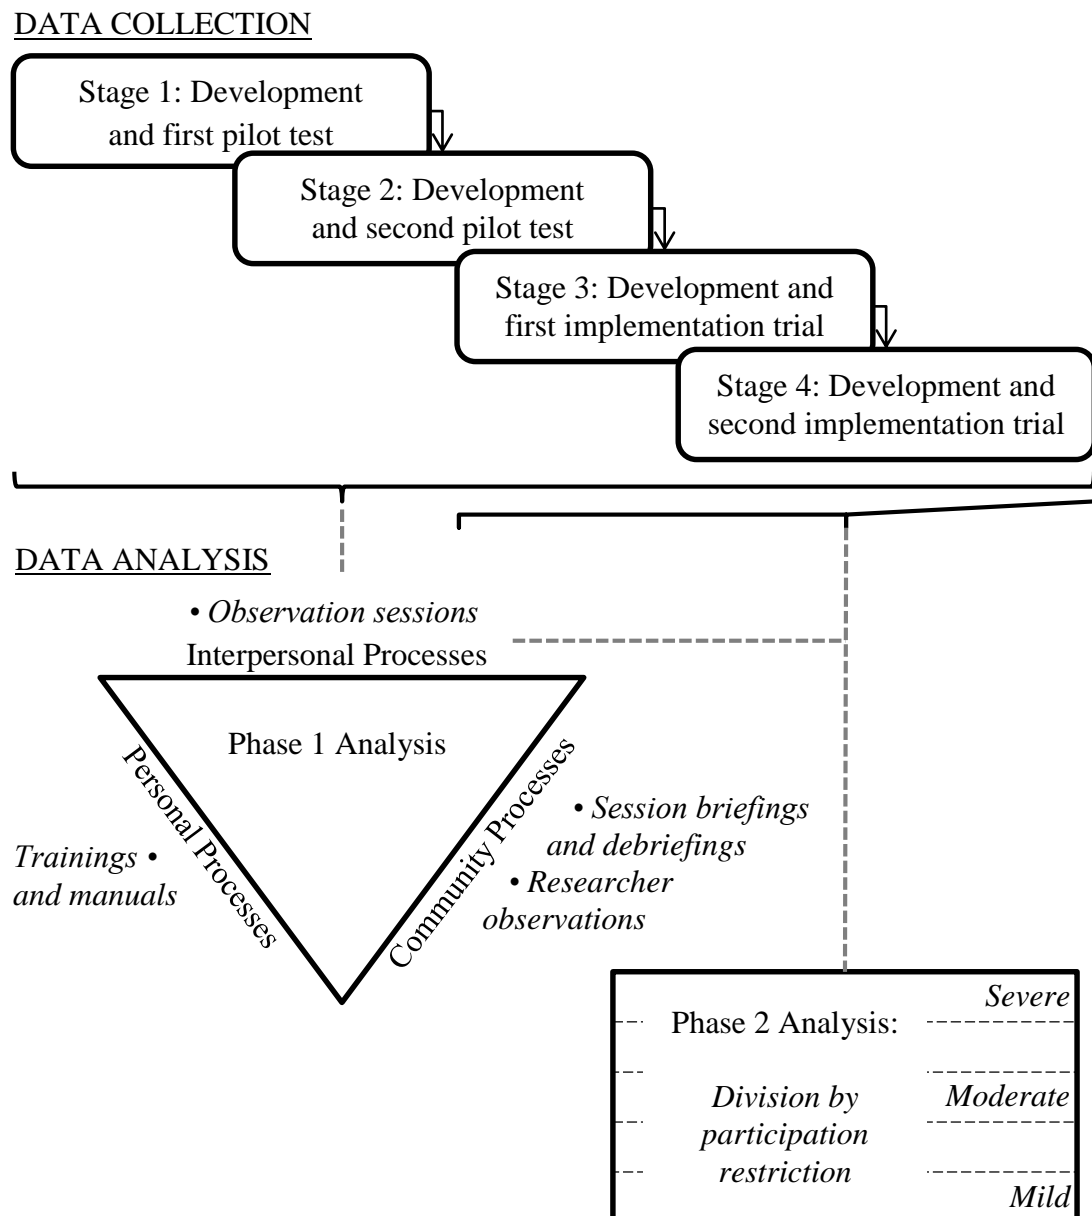 DATA COLLECTION
Stage 1: Development
and first pilot test
Stage 2: Development
and second pilot test
Stage 3: Development and
first implementation trial
Stage 4: Development and
second implementation trial
DATA ANALYSIS
• Observation sessions
Interpersonal Processes
Phase 1 Analysis
Personal Processes
Community Processes
Trainings •
and manuals
• Session briefings
and debriefings
• Researcher
observations
Severe
Phase 2 Analysis:
Division by
participation
restriction
Moderate
Mild